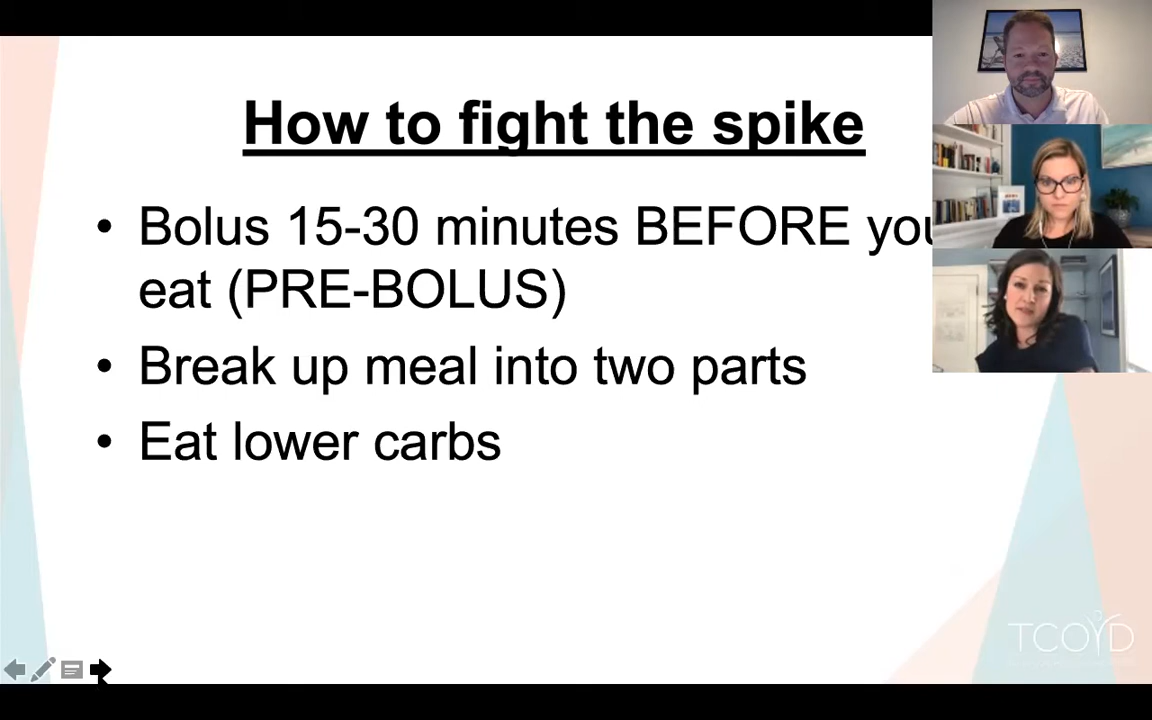 How to fight the spike
• Bolus 15-30 minutes BEFORE you
eat (PRE-BOLUS)
• Break up meal into two parts
• Eat lower carbs
TCOYD